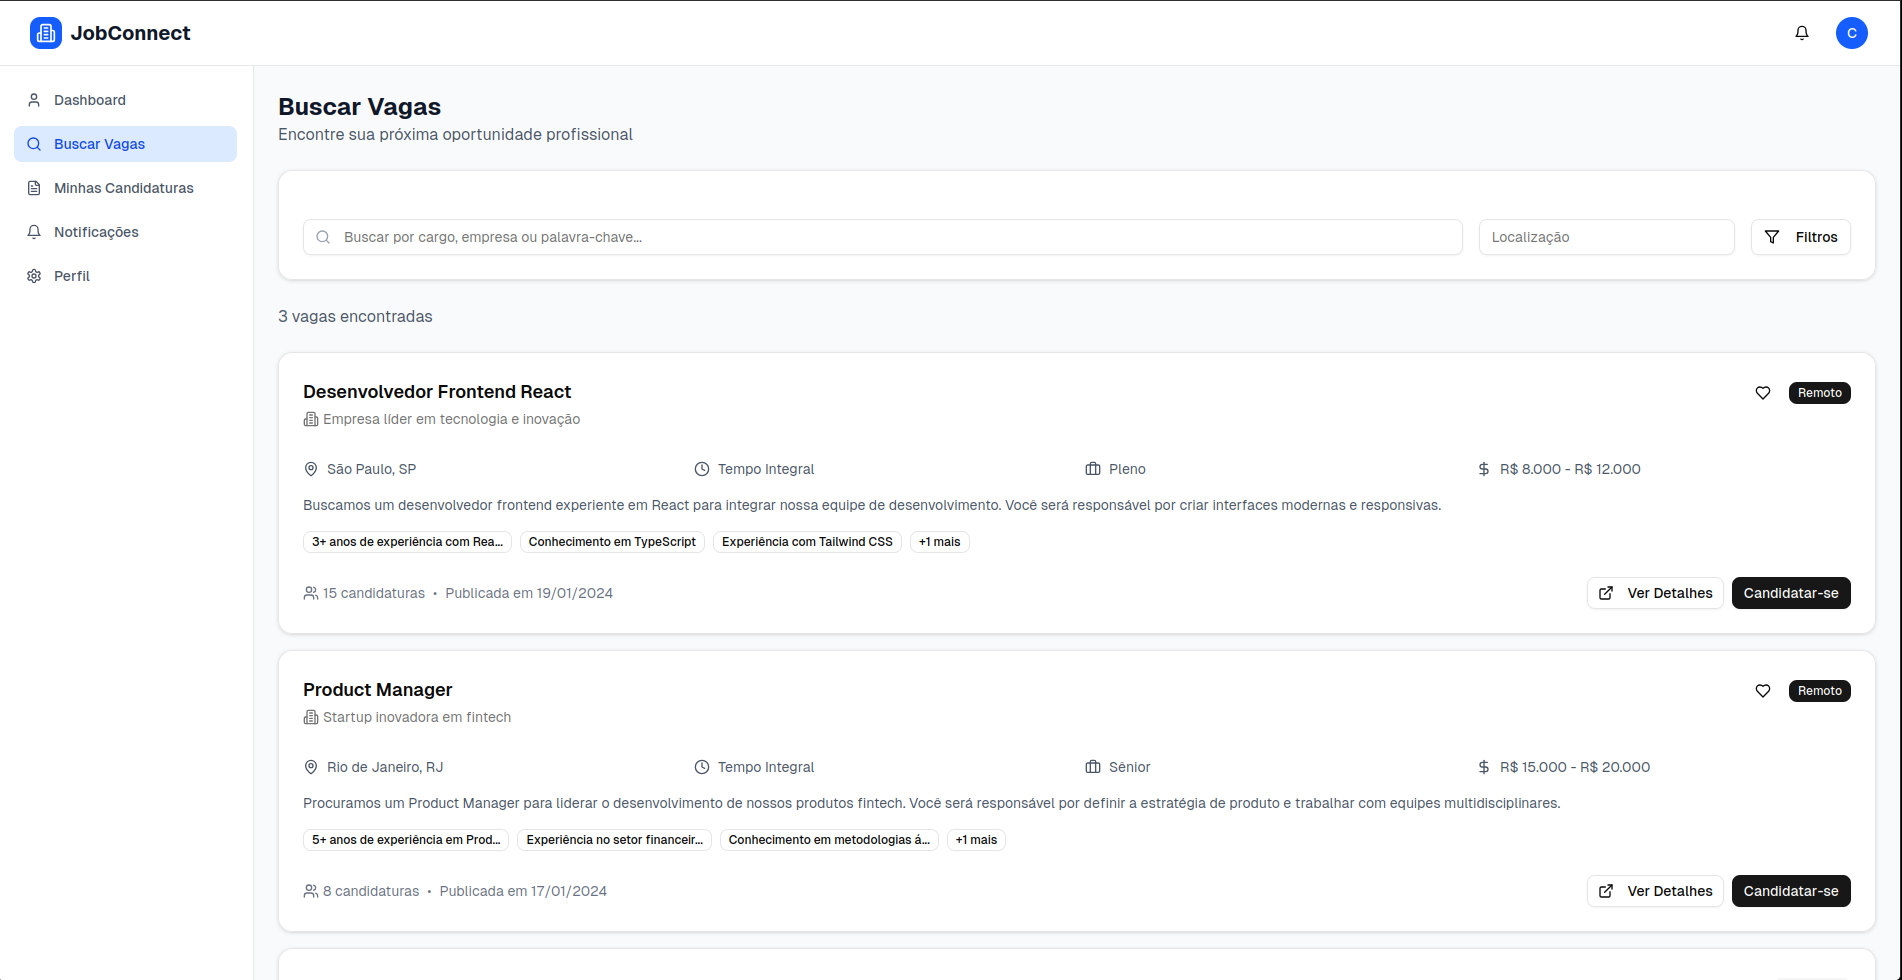 JobConnect
C
Dashboard
Buscar Vagas
Minhas Candidaturas
Notificações
Perfil
Buscar Vagas
Encontre sua próxima oportunidade profissional
Buscar por cargo, empresa ou palavra-chave...
Localização
Filtros
3 vagas encontradas
Desenvolvedor Frontend React
Remoto
Empresa líder em tecnologia e inovação
São Paulo, SP
Tempo Integral
Pleno
R$ 8.000 - R$ 12.000
Buscamos um desenvolvedor frontend experiente em React para integrar nossa equipe de desenvolvimento. Você será responsável por criar interfaces modernas e responsivas.
3+ anos de experiência com Rea...
Conhecimento em TypeScript
Experiência com Tailwind CSS
+1 mais
15 candidaturas • Publicada em 19/01/2024
Ver Detalhes
Candidatar-se
Product Manager
Remoto
Startup inovadora em fintech
Rio de Janeiro, RJ
Tempo Integral
Sênior
R$ 15.000 - R$ 20.000
Procuramos um Product Manager para liderar o desenvolvimento de nossos produtos fintech. Você será responsável por definir a estratégia de produto e trabalhar com equipes multidisciplinares.
5+ anos de experiência em Prod...
Experiência no setor financeir...
Conhecimento em metodologias á...
+1 mais
8 candidaturas • Publicada em 17/01/2024
Ver Detalhes
Candidatar-se